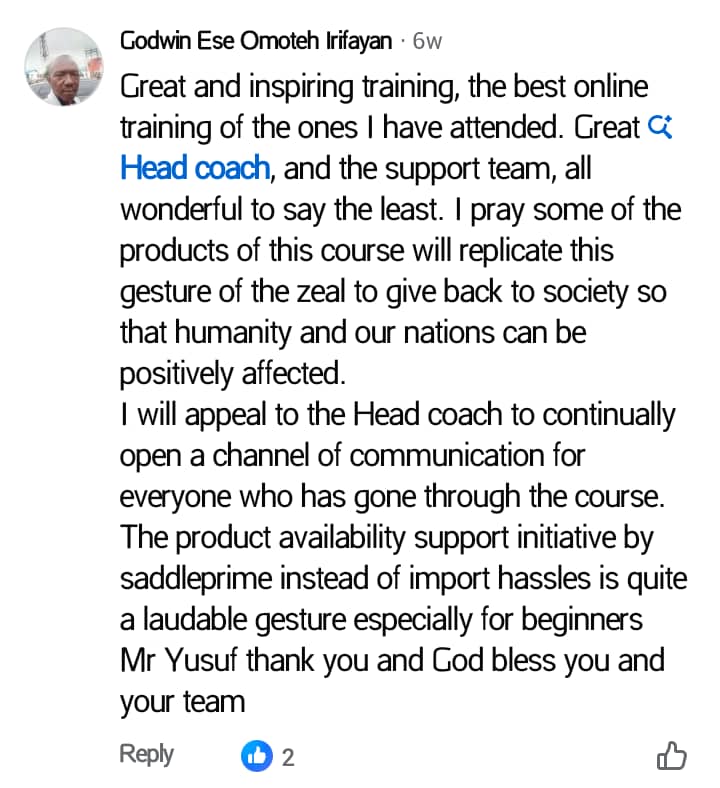 Godwin Ese Omoteh Irifayan · 6w
Great and inspiring training, the best online
training of the ones I have attended. Great
Head coach, and the support team, all
wonderful to say the least. I pray some of the
products of this course will replicate this
gesture of the zeal to give back to society so
that humanity and our nations can be
positively affected.
I will appeal to the Head coach to continually
open a channel of communication for
everyone who has gone through the course.
The product availability support initiative by
saddleprime instead of import hassles is quite
a laudable gesture especially for beginners
Mr Yusuf thank you and God bless you and
your team
Reply 2